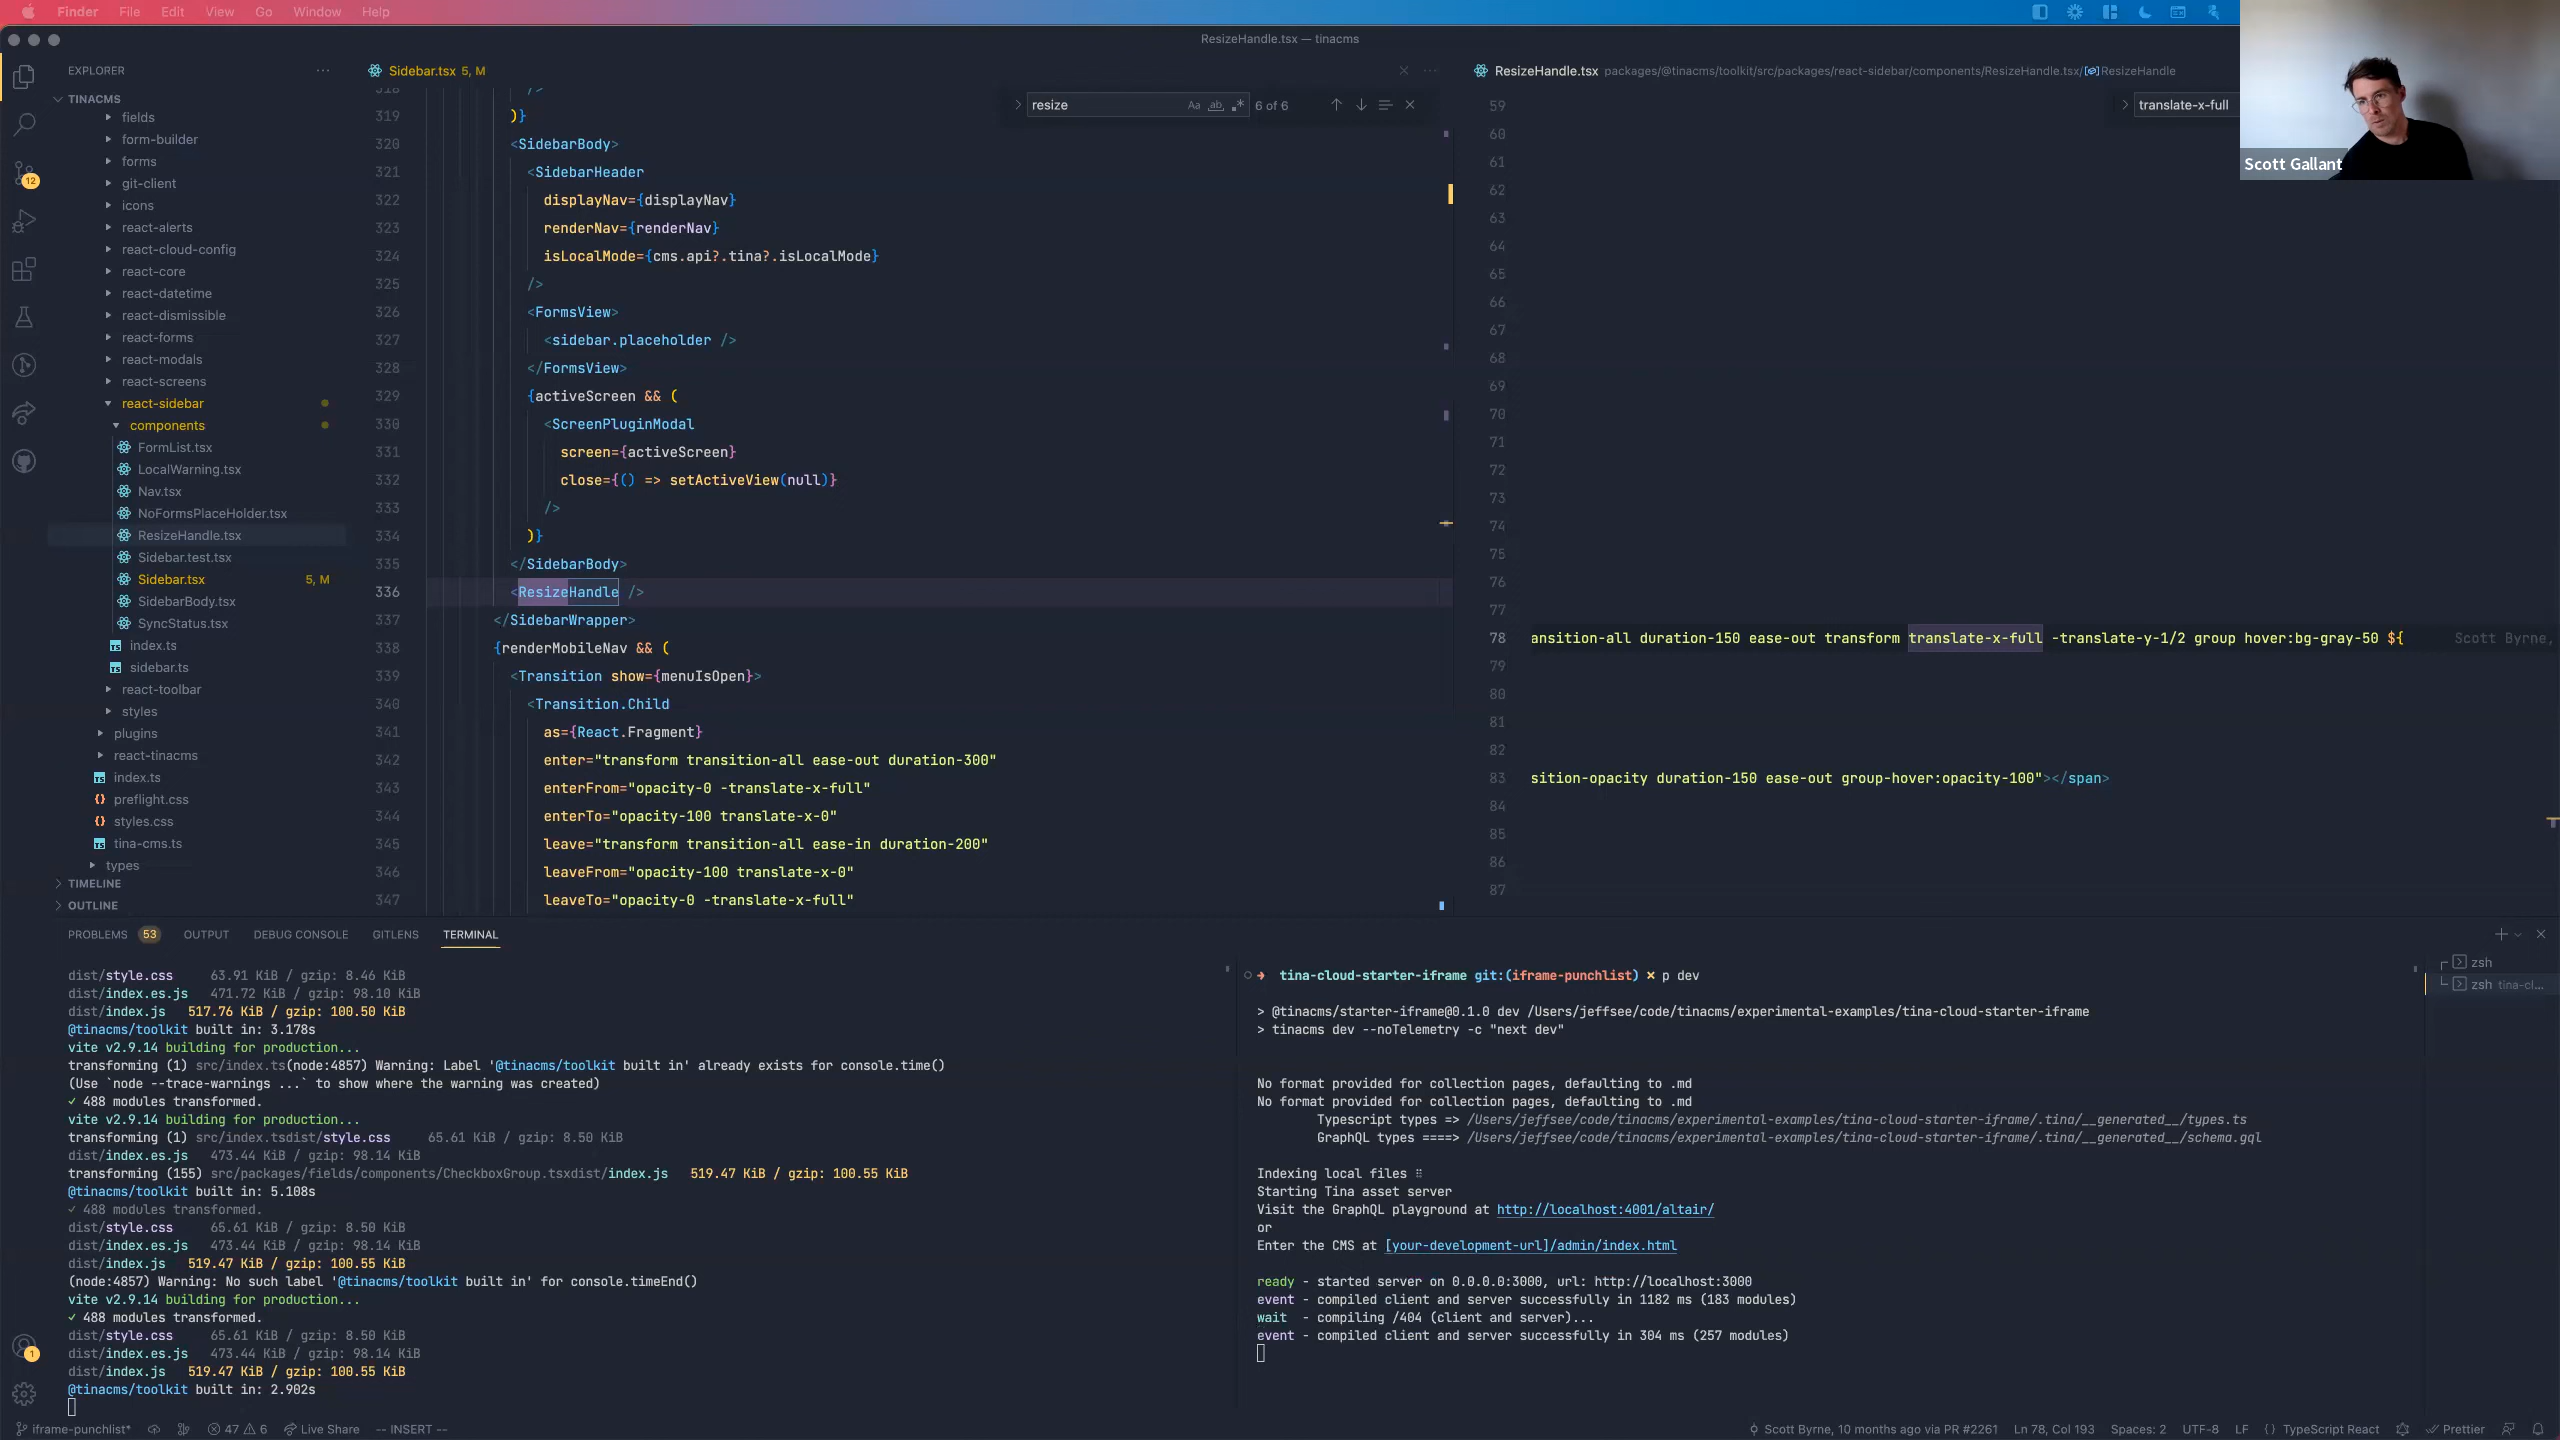 Finder File Edit View Go Window Help
ResizeHandle.tsx — tinacms
Scott Gallant
EXPLORER
TINACMS
fields
form-builder
forms
git-client
icons
react-alerts
react-cloud-config
react-core
react-datetime
react-dismissible
react-forms
react-modals
react-screens
react-sidebar
components
FormList.tsx
LocalWarning.tsx
Nav.tsx
NoFormsPlaceHolder.tsx
ResizeHandle.tsx
Sidebar.test.tsx
Sidebar.tsx 5, M
SidebarBody.tsx
SyncStatus.tsx
index.ts
sidebar.ts
react-toolbar
styles
plugins
react-tinacms
index.ts
preflight.css
styles.css
tina-cms.ts
types
TIMELINE
OUTLINE
12
1
Sidebar.tsx 5, M
resize Aa ab 6 of 6
318 />
319 )}
320 <SidebarBody>
321 <SidebarHeader
322 displayNav={displayNav}
323 renderNav={renderNav}
324 isLocalMode={cms.api?.tina?.isLocalMode}
325 />
326 <FormsView>
327 <sidebar.placeholder />
328 </FormsView>
329 {activeScreen && (
330 <ScreenPluginModal
331 screen={activeScreen}
332 close={() => setActiveView(null)}
333 />
334 )}
335 </SidebarBody>
336 <ResizeHandle />
337 </SidebarWrapper>
338 {renderMobileNav && (
339 <Transition show={menuIsOpen}>
340 <Transition.Child
341 as={React.Fragment}
342 enter="transform transition-all ease-out duration-300"
343 enterFrom="opacity-0 -translate-x-full"
344 enterTo="opacity-100 translate-x-0"
345 leave="transform transition-all ease-in duration-200"
346 leaveFrom="opacity-100 translate-x-0"
347 leaveTo="opacity-0 -translate-x-full"
ResizeHandle.tsx packages/@tinacms/toolkit/src/packages/react-sidebar/components/ResizeHandle.tsx/ResizeHandle
translate-x-full
59
60
61
62
63
64
65
66
67
68
69
70
71
72
73
74
75
76
77
78 ansition-all duration-150 ease-out transform translate-x-full -translate-y-1/2 group hover:bg-gray-50 ${ Scott Byrne,
79
80
81
82
83 sition-opacity duration-150 ease-out group-hover:opacity-100"></span>
84
85
86
87
PROBLEMS 53 OUTPUT DEBUG CONSOLE GITLENS TERMINAL
dist/style.css 63.91 KiB / gzip: 8.46 KiB
dist/index.es.js 471.72 KiB / gzip: 98.10 KiB
dist/index.js 517.76 KiB / gzip: 100.50 KiB
@tinacms/toolkit built in: 3.178s
vite v2.9.14 building for production...
transforming (1) src/index.ts(node:4857) Warning: Label '@tinacms/toolkit built in' already exists for console.time()
(Use `node --trace-warnings ...` to show where the warning was created)
✓ 488 modules transformed.
vite v2.9.14 building for production...
transforming (1) src/index.tsdist/style.css 65.61 KiB / gzip: 8.50 KiB
dist/index.es.js 473.44 KiB / gzip: 98.14 KiB
transforming (155) src/packages/fields/components/CheckboxGroup.tsxdist/index.js 519.47 KiB / gzip: 100.55 KiB
@tinacms/toolkit built in: 5.108s
✓ 488 modules transformed.
dist/style.css 65.61 KiB / gzip: 8.50 KiB
dist/index.es.js 473.44 KiB / gzip: 98.14 KiB
dist/index.js 519.47 KiB / gzip: 100.55 KiB
(node:4857) Warning: No such label '@tinacms/toolkit built in' for console.timeEnd()
vite v2.9.14 building for production...
✓ 488 modules transformed.
dist/style.css 65.61 KiB / gzip: 8.50 KiB
dist/index.es.js 473.44 KiB / gzip: 98.14 KiB
dist/index.js 519.47 KiB / gzip: 100.55 KiB
@tinacms/toolkit built in: 2.902s
tina-cloud-starter-iframe git:(iframe-punchlist) × p dev
> @tinacms/starter-iframe@0.1.0 dev /Users/jeffsee/code/tinacms/experimental-examples/tina-cloud-starter-iframe
> tinacms dev --noTelemetry -c "next dev"
No format provided for collection pages, defaulting to .md
No format provided for collection pages, defaulting to .md
Typescript types => /Users/jeffsee/code/tinacms/experimental-examples/tina-cloud-starter-iframe/.tina/__generated__/types.ts
GraphQL types ====> /Users/jeffsee/code/tinacms/experimental-examples/tina-cloud-starter-iframe/.tina/__generated__/schema.gql
Indexing local files
Starting Tina asset server
Visit the GraphQL playground at http://localhost:4001/altair/
or
Enter the CMS at [your-development-url]/admin/index.html
ready - started server on 0.0.0.0:3000, url: http://localhost:3000
event - compiled client and server successfully in 1182 ms (183 modules)
wait - compiling /404 (client and server)...
event - compiled client and server successfully in 304 ms (257 modules)
zsh
zsh tina-cl...
iframe-punchlist* 47 6 Live Share -- INSERT -- Scott Byrne, 10 months ago via PR #2261 Ln 78, Col 193 Spaces: 2 UTF-8 LF TypeScript React Prettier